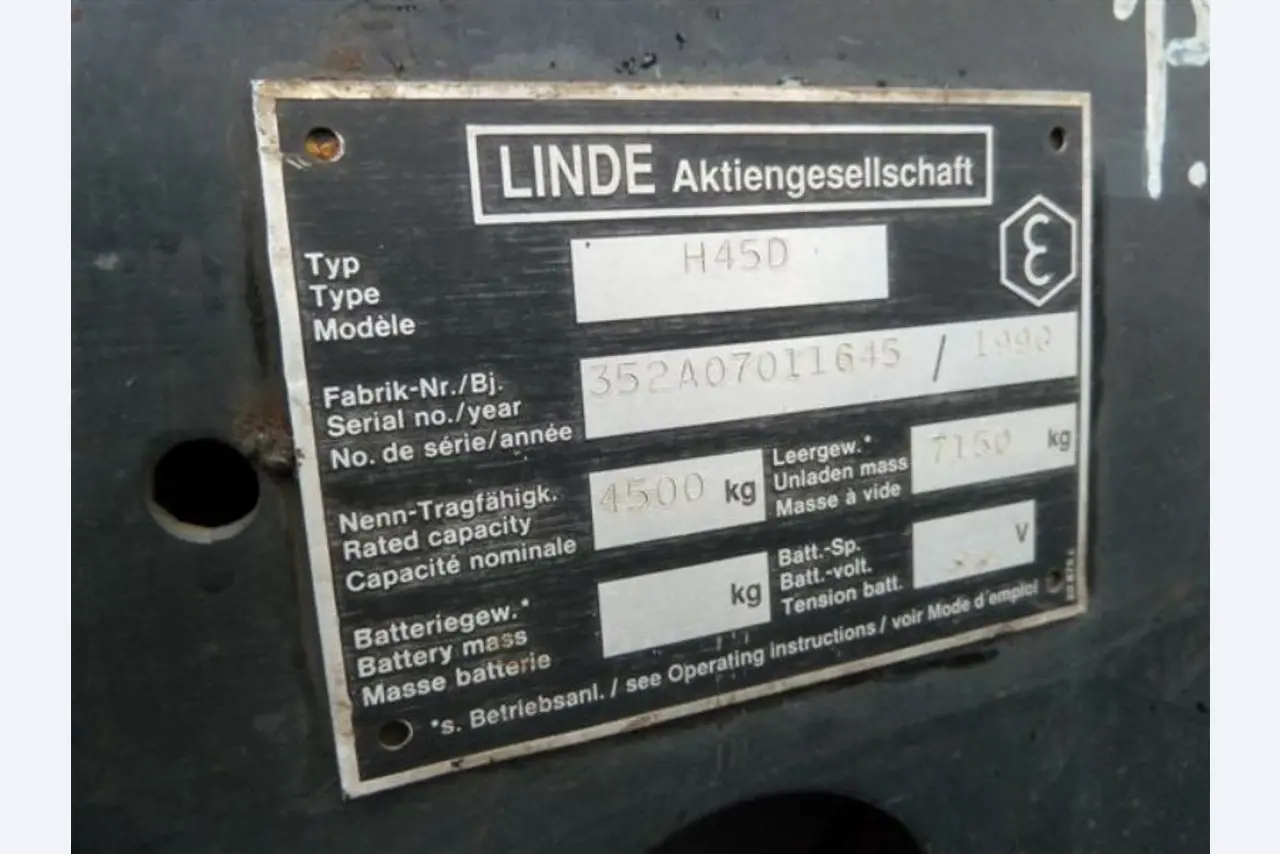 LINDE Aktiengesellschaft
Typ
Type
Modèle
H45D
Fabrik-Nr./Bj.
Serial no./year
No. de série/année
352A07011645 / 1990
Nenn-Tragfähigk.
Rated capacity
Capacité nominale
4500 kg
Leergew.*
Unladen mass
Masse à vide
7150 kg
Batteriegew.*
Battery mass
Masse batterie
kg
Batt.-Sp.
Batt.-volt.
Tension batt.
V
*s. Betriebsanl. / see Operating instructions / voir Mode d'emploi